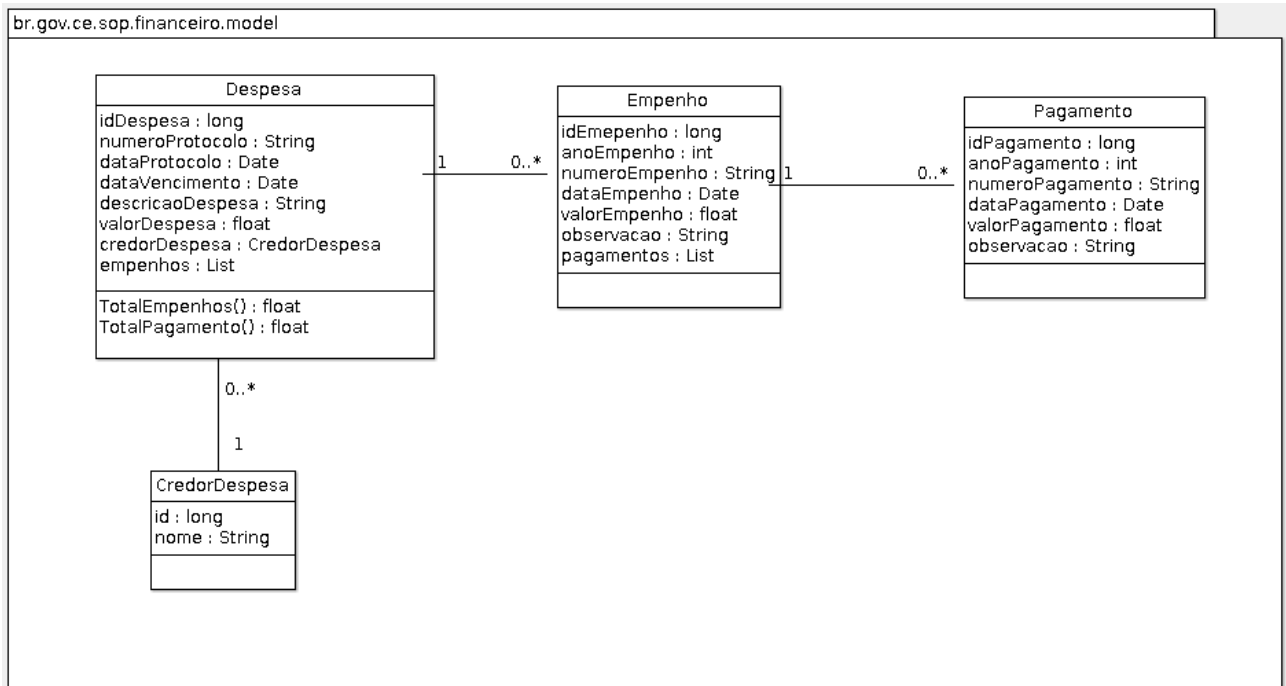 br.gov.ce.sop.financeiro.model
Despesa
idDespesa : long
numeroProtocolo : String
dataProtocolo : Date
dataVencimento : Date
descricaoDespesa : String
valorDespesa : float
credorDespesa : CredorDespesa
empenhos : List
TotalEmpenhos() : float
TotalPagamento() : float
1
0..*
Empenho
idEmepenho : long
anoEmpenho : int
numeroEmpenho : String
dataEmpenho : Date
valorEmpenho : float
observacao : String
pagamentos : List
1
0..*
Pagamento
idPagamento : long
anoPagamento : int
numeroPagamento : String
dataPagamento : Date
valorPagamento : float
observacao : String
0..*
1
CredorDespesa
id : long
nome : String